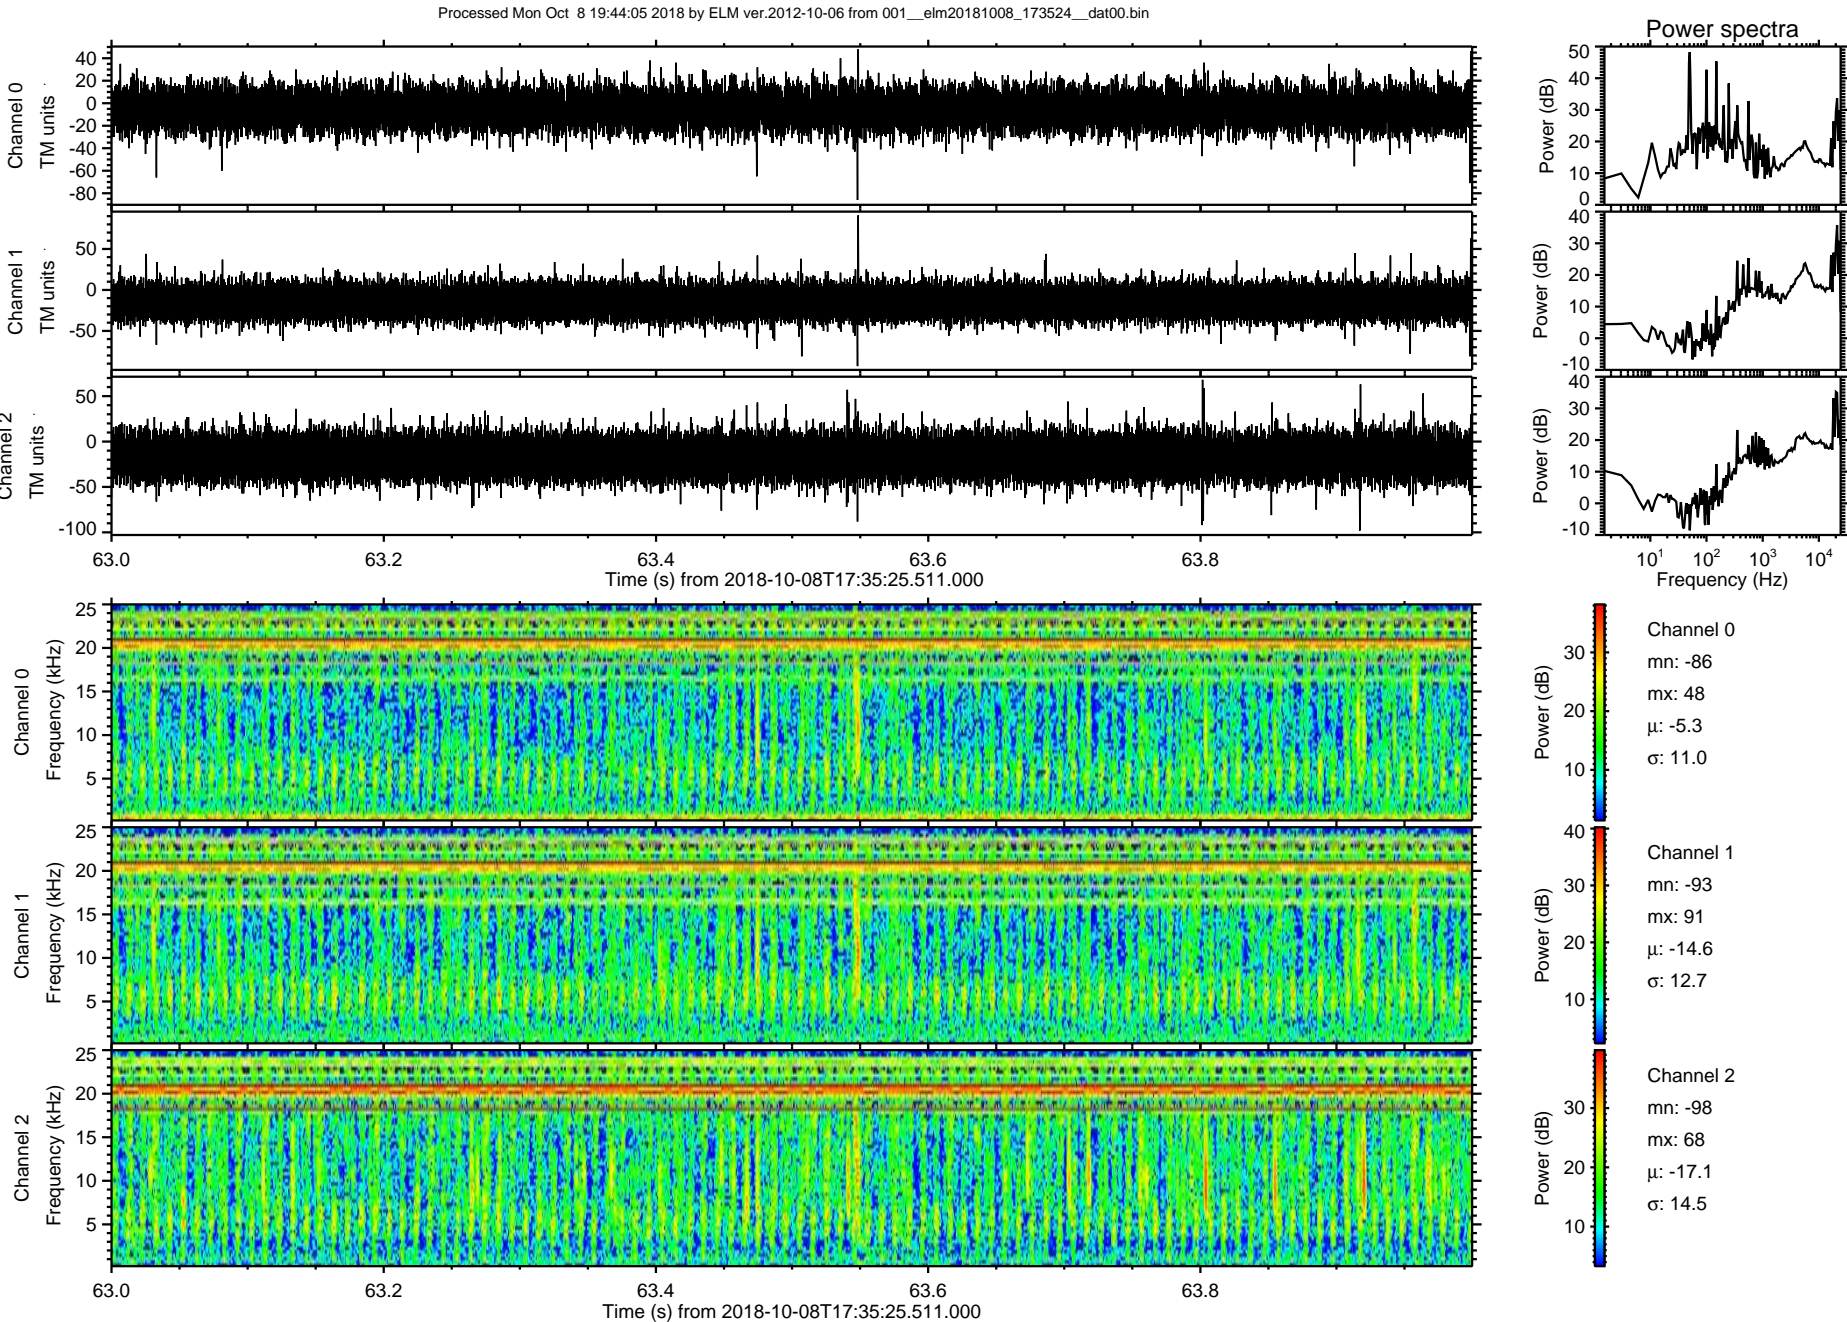 Processed Mon Oct  8 19:44:05 2018 by ELM ver.2012-10-06 from 001__elm20181008_173524__dat00.bin
Power spectra
Channel 0
TM units
40
20
0
-20
-40
-60
-80
Power (dB)
50
40
30
20
10
0
Channel 1
TM units
50
0
-50
Power (dB)
40
30
20
10
0
-10
Channel 2
TM units
50
0
-50
-100
Power (dB)
40
30
20
10
0
-10
63.0 63.2 63.4 63.6 63.8
Time (s) from 2018-10-08T17:35:25.511.000
10^1 10^2 10^3 10^4
Frequency (Hz)
Channel 0
Frequency (kHz)
25
20
15
10
5
Power (dB)
30
20
10
Channel 0
mn: -86
mx: 48
μ: -5.3
σ: 11.0
Channel 1
Frequency (kHz)
25
20
15
10
5
Power (dB)
40
30
20
10
Channel 1
mn: -93
mx: 91
μ: -14.6
σ: 12.7
Channel 2
Frequency (kHz)
25
20
15
10
5
Power (dB)
30
20
10
Channel 2
mn: -98
mx: 68
μ: -17.1
σ: 14.5
63.0 63.2 63.4 63.6 63.8
Time (s) from 2018-10-08T17:35:25.511.000